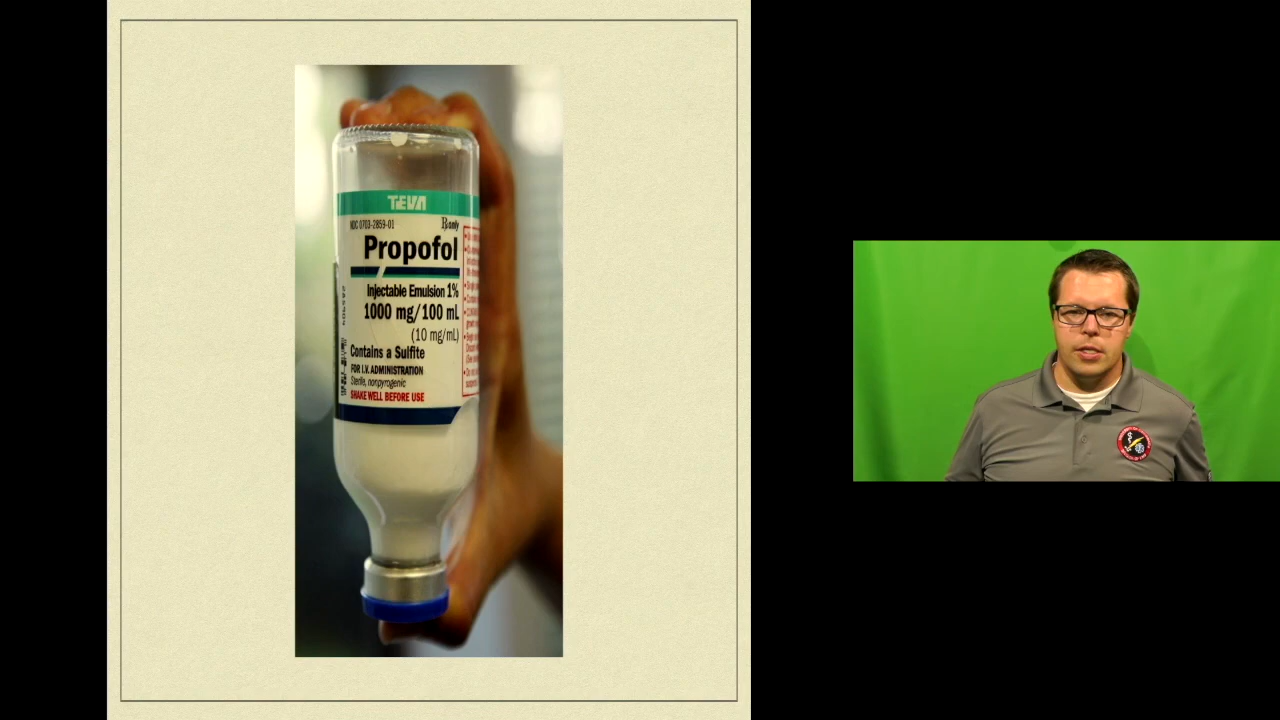 TEVA
NDC 0703-2859-01
Rx only
Propofol
Injectable Emulsion 1%
1000 mg/100 mL
(10 mg/mL)
Contains a Sulfite
FOR I.V. ADMINISTRATION
Sterile, nonpyrogenic
SHAKE WELL BEFORE USE